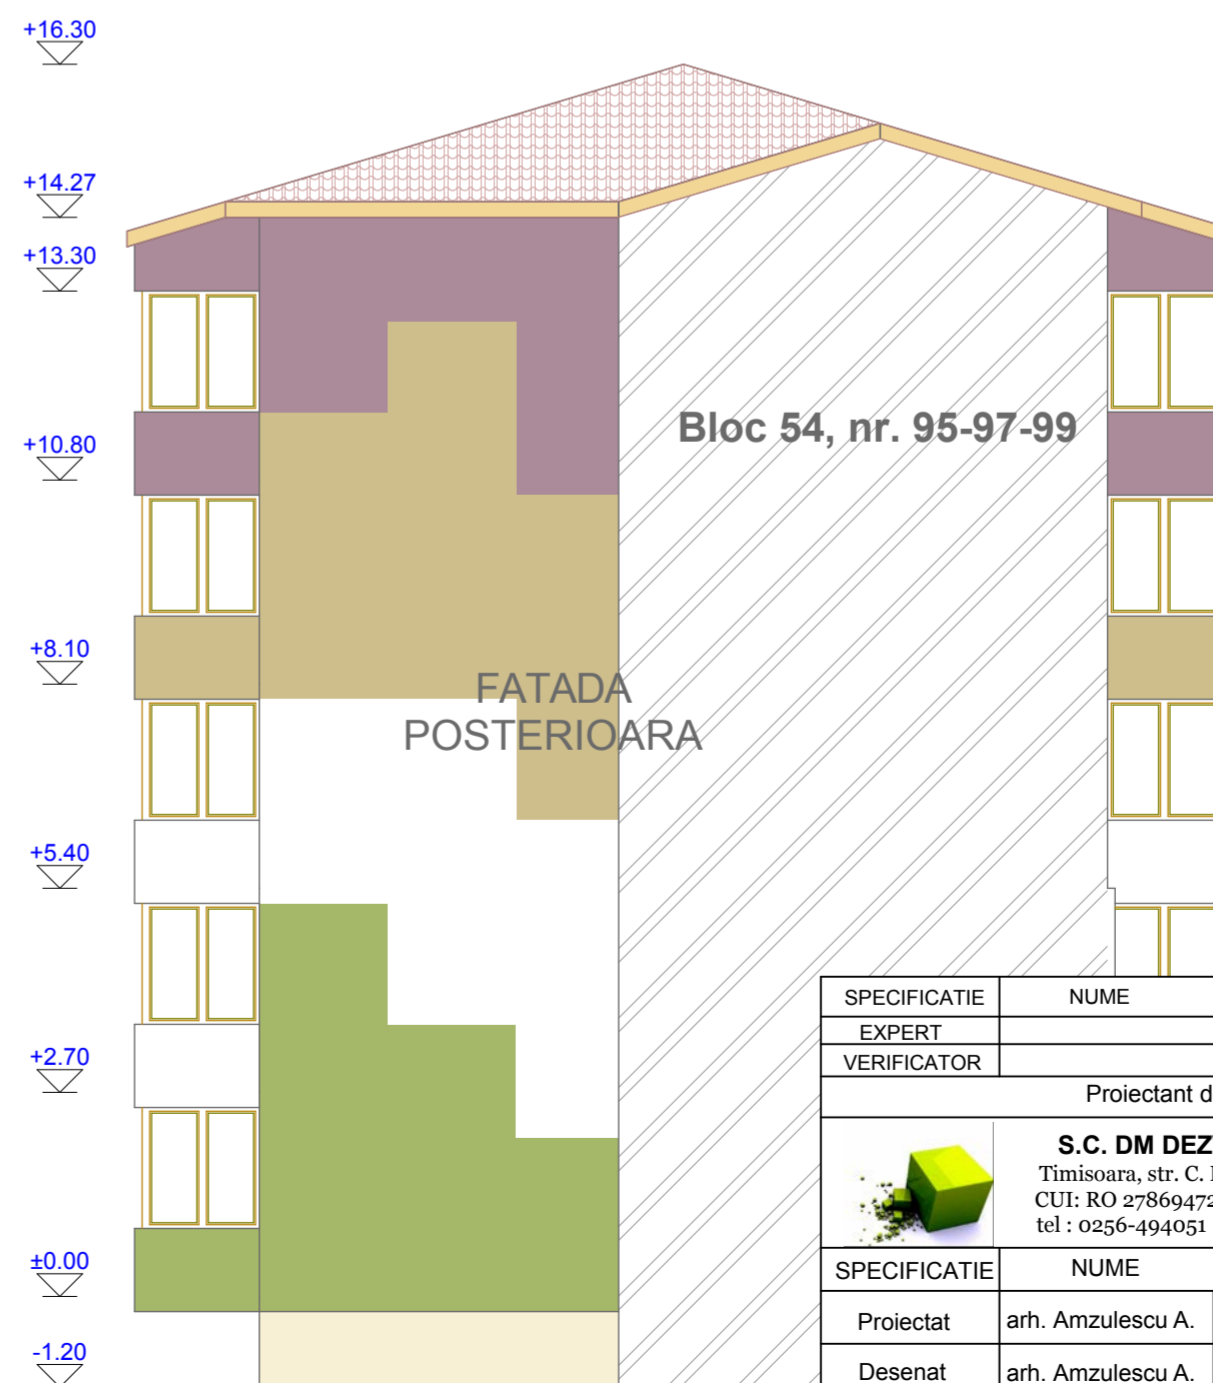 +16.30
+14.27
+13.30
+10.80
Bloc 54, nr. 95-97-99
+8.10
FATADA
POSTERIOARA
+5.40
+2.70
±0.00
-1.20
SPECIFICATIE NUME
EXPERT
VERIFICATOR
Proiectant d
S.C. DM DEZ
Timisoara, str. C.
CUI: RO 27869472
tel : 0256-494051
SPECIFICATIE NUME
Proiectat arh. Amzulescu A.
Desenat arh. Amzulescu A.